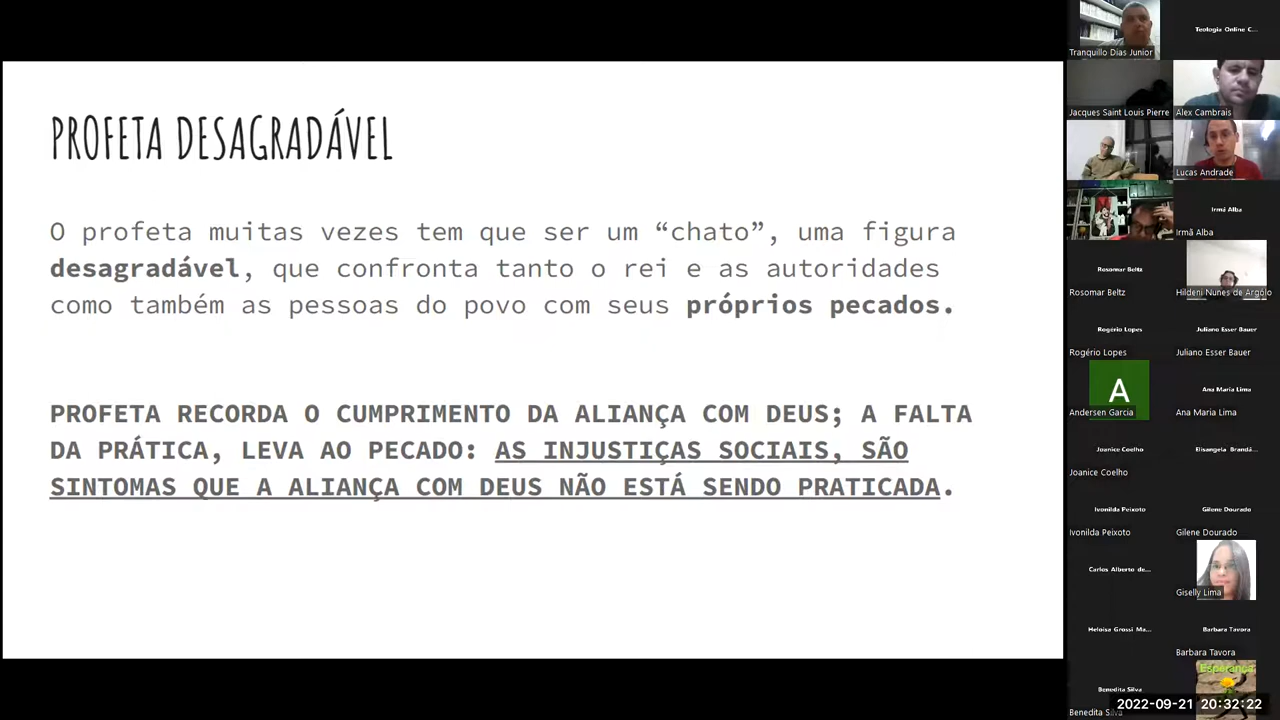 PROFETA DESAGRADÁVEL
O profeta muitas vezes tem que ser um “chato”, uma figura
desagradável, que confronta tanto o rei e as autoridades
como também as pessoas do povo com seus próprios pecados.
PROFETA RECORDA O CUMPRIMENTO DA ALIANÇA COM DEUS; A FALTA
DA PRÁTICA, LEVA AO PECADO: AS INJUSTIÇAS SOCIAIS, SÃO
SINTOMAS QUE A ALIANÇA COM DEUS NÃO ESTÁ SENDO PRATICADA.
Tranquillo Dias Junior
Teologia Online C...
Jacques Saint Louis Pierre
Alex Cambrais
Lucas Andrade
Irmã Alba
Irmã Alba
Rosomar Beltz
Rosomar Beltz
Hildeni Nunes de Argolo
Rogério Lopes
Rogério Lopes
Juliano Esser Bauer
Juliano Esser Bauer
A
Andersen Garcia
Ana Maria Lima
Ana Maria Lima
Joanice Coelho
Joanice Coelho
Elisangela Brandã...
Ivonilda Peixoto
Ivonilda Peixoto
Gilene Dourado
Gilene Dourado
Carlos Alberto de...
Giselly Lima
Heloisa Grossi Ma...
Barbara Tavora
Barbara Tavora
Benedita Silva
Benedita Silva
Esperança
2022-09-21 20:32:22